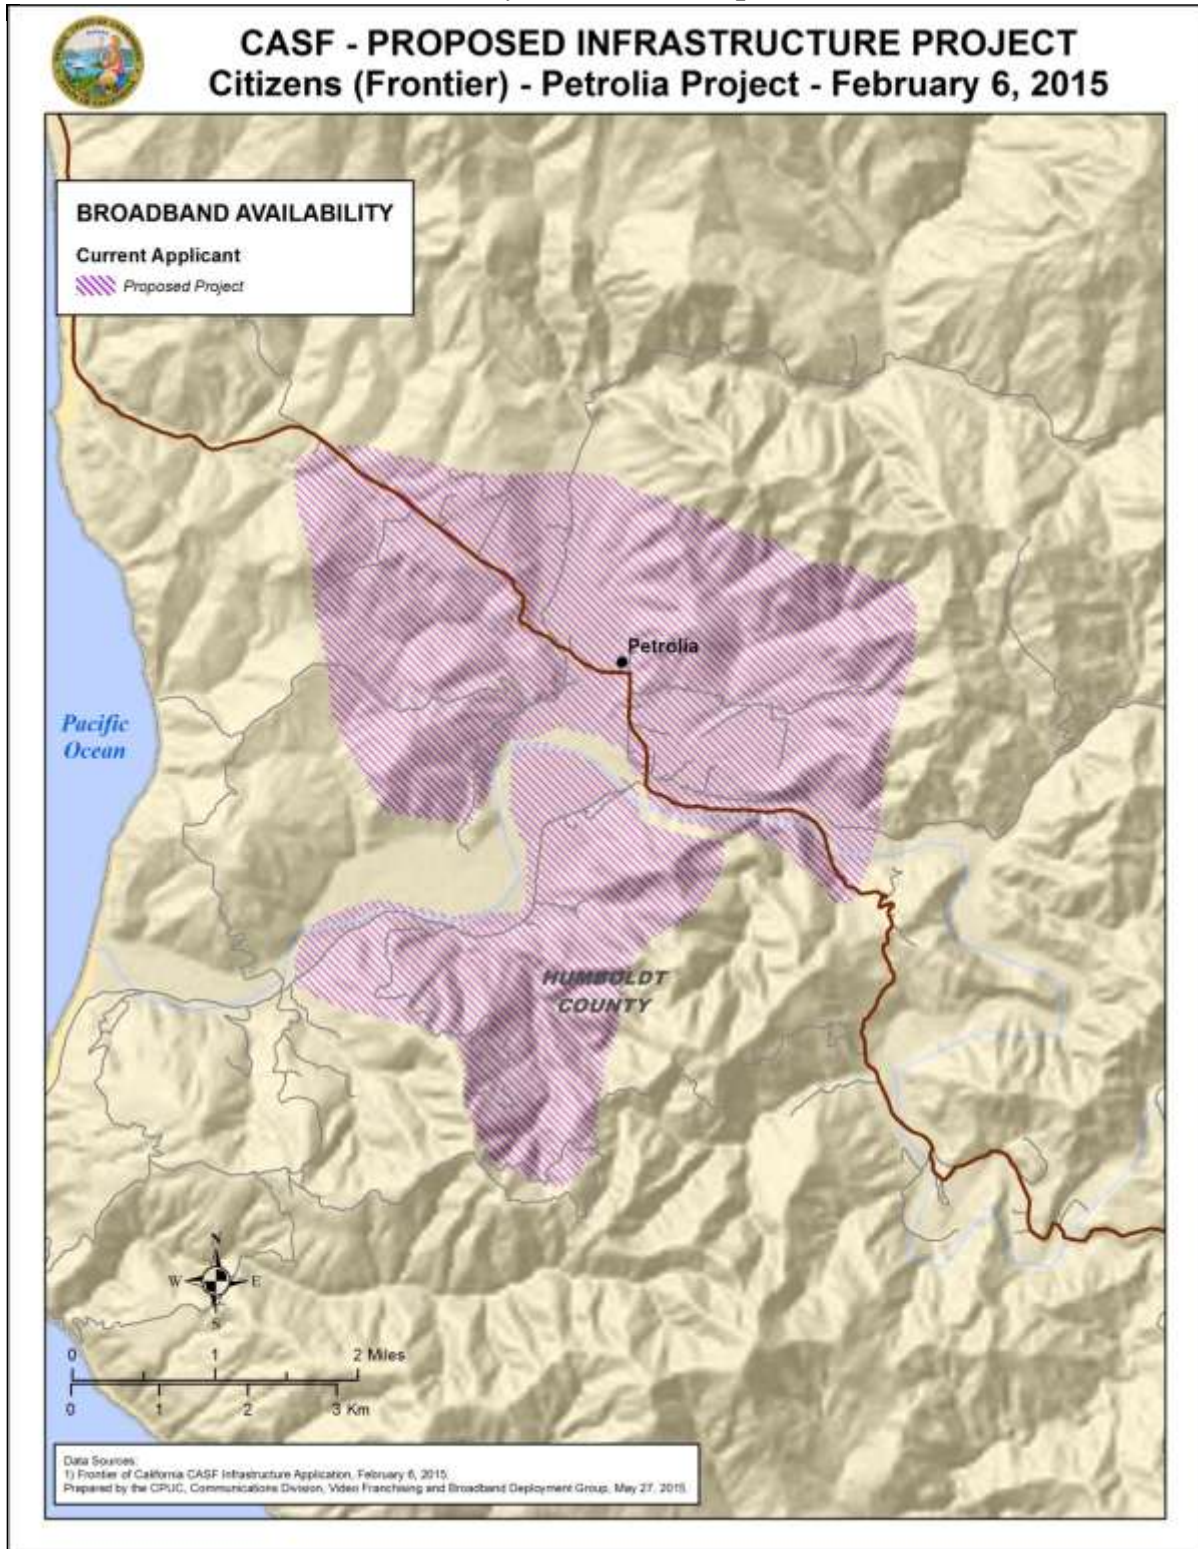 CASF - PROPOSED INFRASTRUCTURE PROJECT
Citizens (Frontier) - Petrolia Project - February 6, 2015
BROADBAND AVAILABILITY
Current Applicant
Proposed Project
Petrolia
Pacific
Ocean
HUMBOLDT
COUNTY
N
W E
S
0 1 2 Miles
0 1 2 3 Km
Data Sources:
1) Frontier of California CASF Infrastructure Application, February 6, 2015.
Prepared by the CPUC, Communications Division, Video Franchising and Broadband Deployment Group, May 27, 2015.